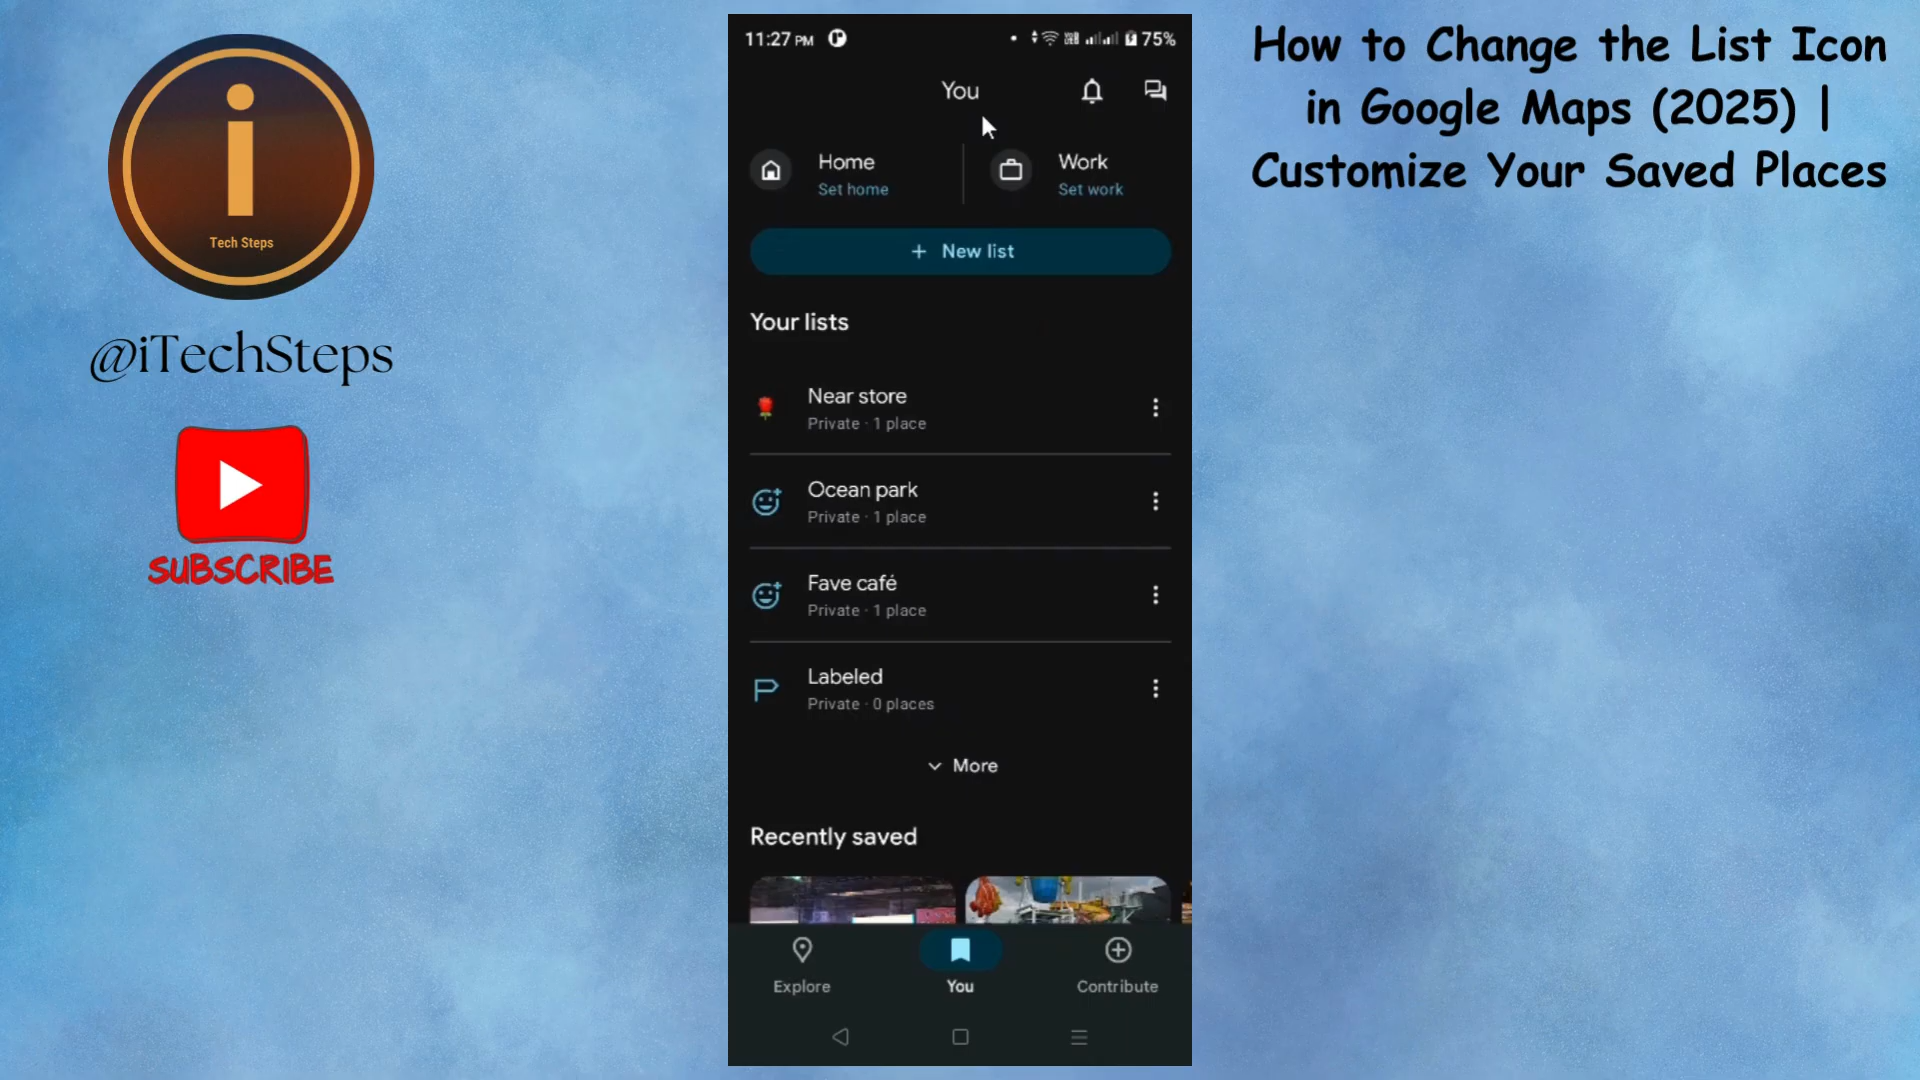 Tech Steps
@iTechSteps
SUBSCRIBE
11:27 PM
75%
You
Home
Set home
Work
Set work
+ New list
Your lists
Near store
Private · 1 place
Ocean park
Private · 1 place
Fave café
Private · 1 place
Labeled
Private · 0 places
More
Recently saved
Explore
You
Contribute
How to Change the List Icon
in Google Maps (2025) |
Customize Your Saved Places